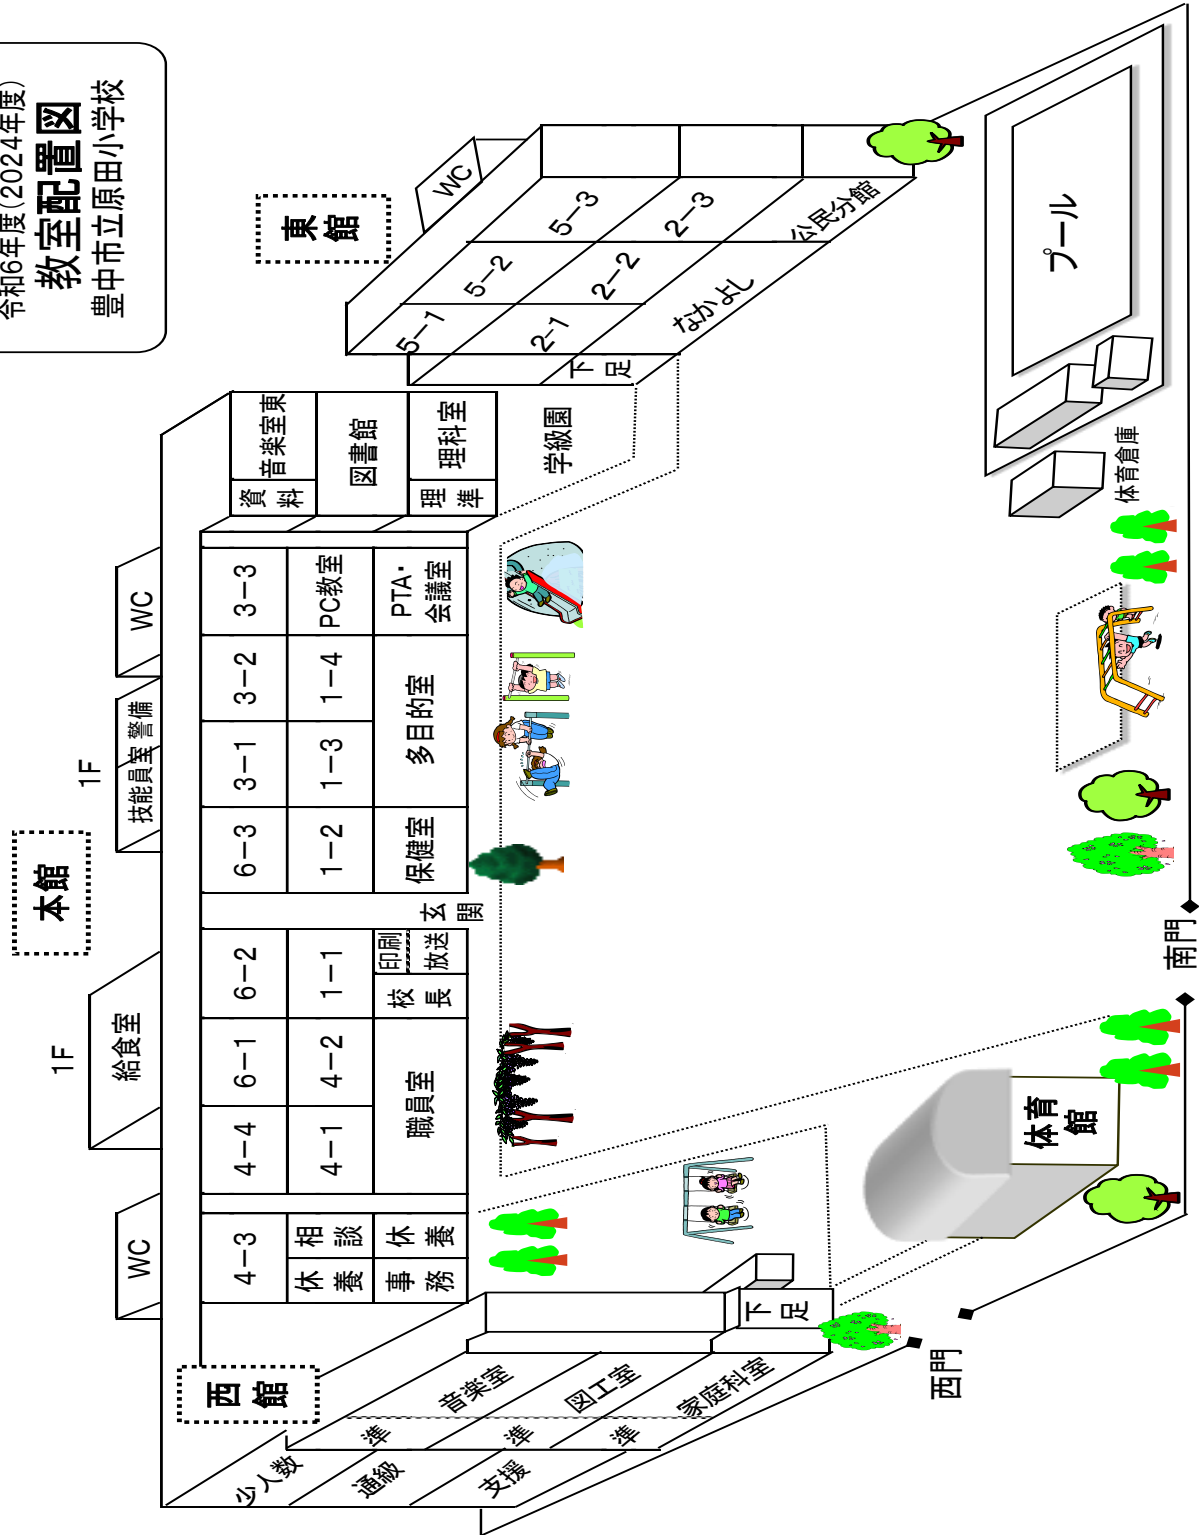 令和6年度(2024年度)
教室配置図
豊中市立原田小学校
本館
1F
1F
WC
給食室
技能員室
警備
WC
4－3
4－4
6－1
6－2
6－3
3－1
3－2
3－3
休養
相談
4－1
4－2
1－1
1－2
1－3
1－4
PC教室
事務
休養
職員室
校長
印刷
放送
玄関
保健室
多目的室
PTA・
会議室
資料
音楽室東
図書館
理準
理科室
学級園
東館
WC
5－1
5－2
5－3
2－1
2－2
2－3
下足
なかよし
公民分館
西館
少人数
準
音楽室
通級
準
図工室
支援
準
家庭科室
下足
西門
体育館
南門
体育倉庫
プール